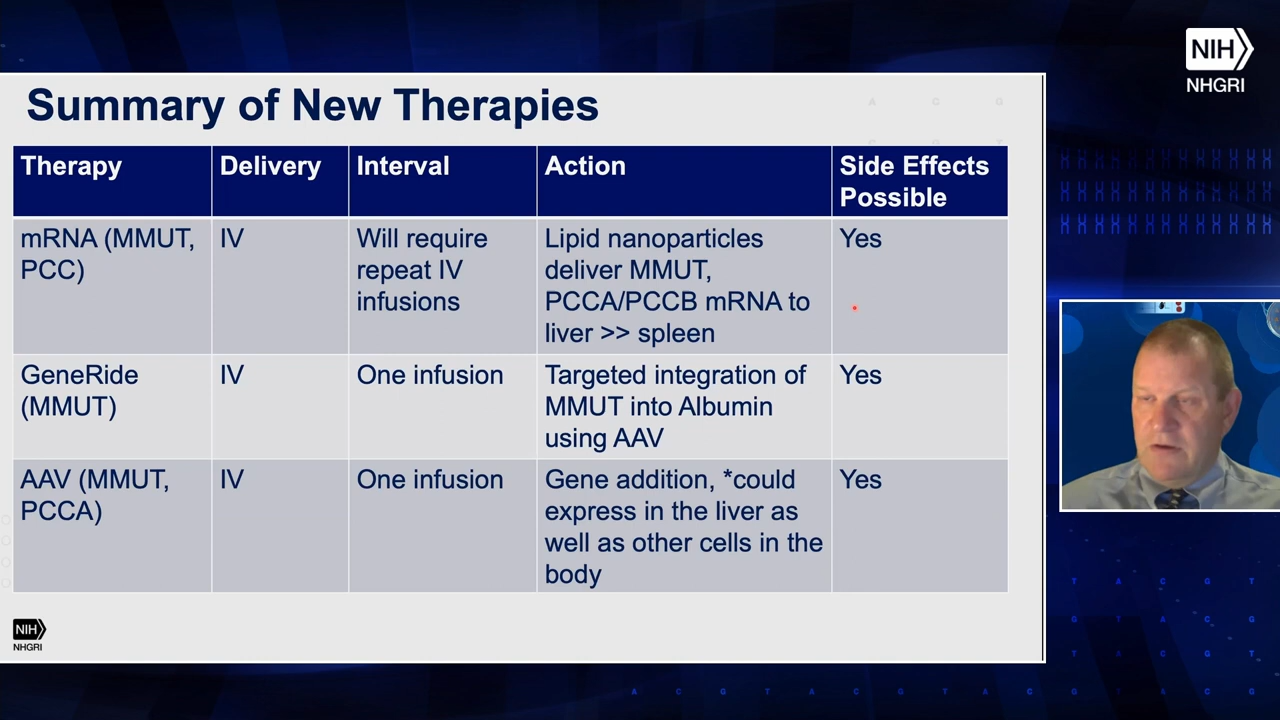 NIH
NHGRI
Summary of New Therapies
A C G
Therapy
Delivery
Interval
Action
Side Effects
Possible
mRNA (MMUT,
PCC)
IV
Will require
repeat IV
infusions
Lipid nanoparticles
deliver MMUT,
PCCA/PCCB mRNA to
liver >> spleen
Yes
GeneRide
(MMUT)
IV
One infusion
Targeted integration of
MMUT into Albumin
using AAV
Yes
AAV (MMUT,
PCCA)
IV
One infusion
Gene addition, *could
express in the liver as
well as other cells in the
body
Yes
NIH
NHGRI
T A C G T
G T A C G
T A C G T
A C G T A C G T A C G T A C G